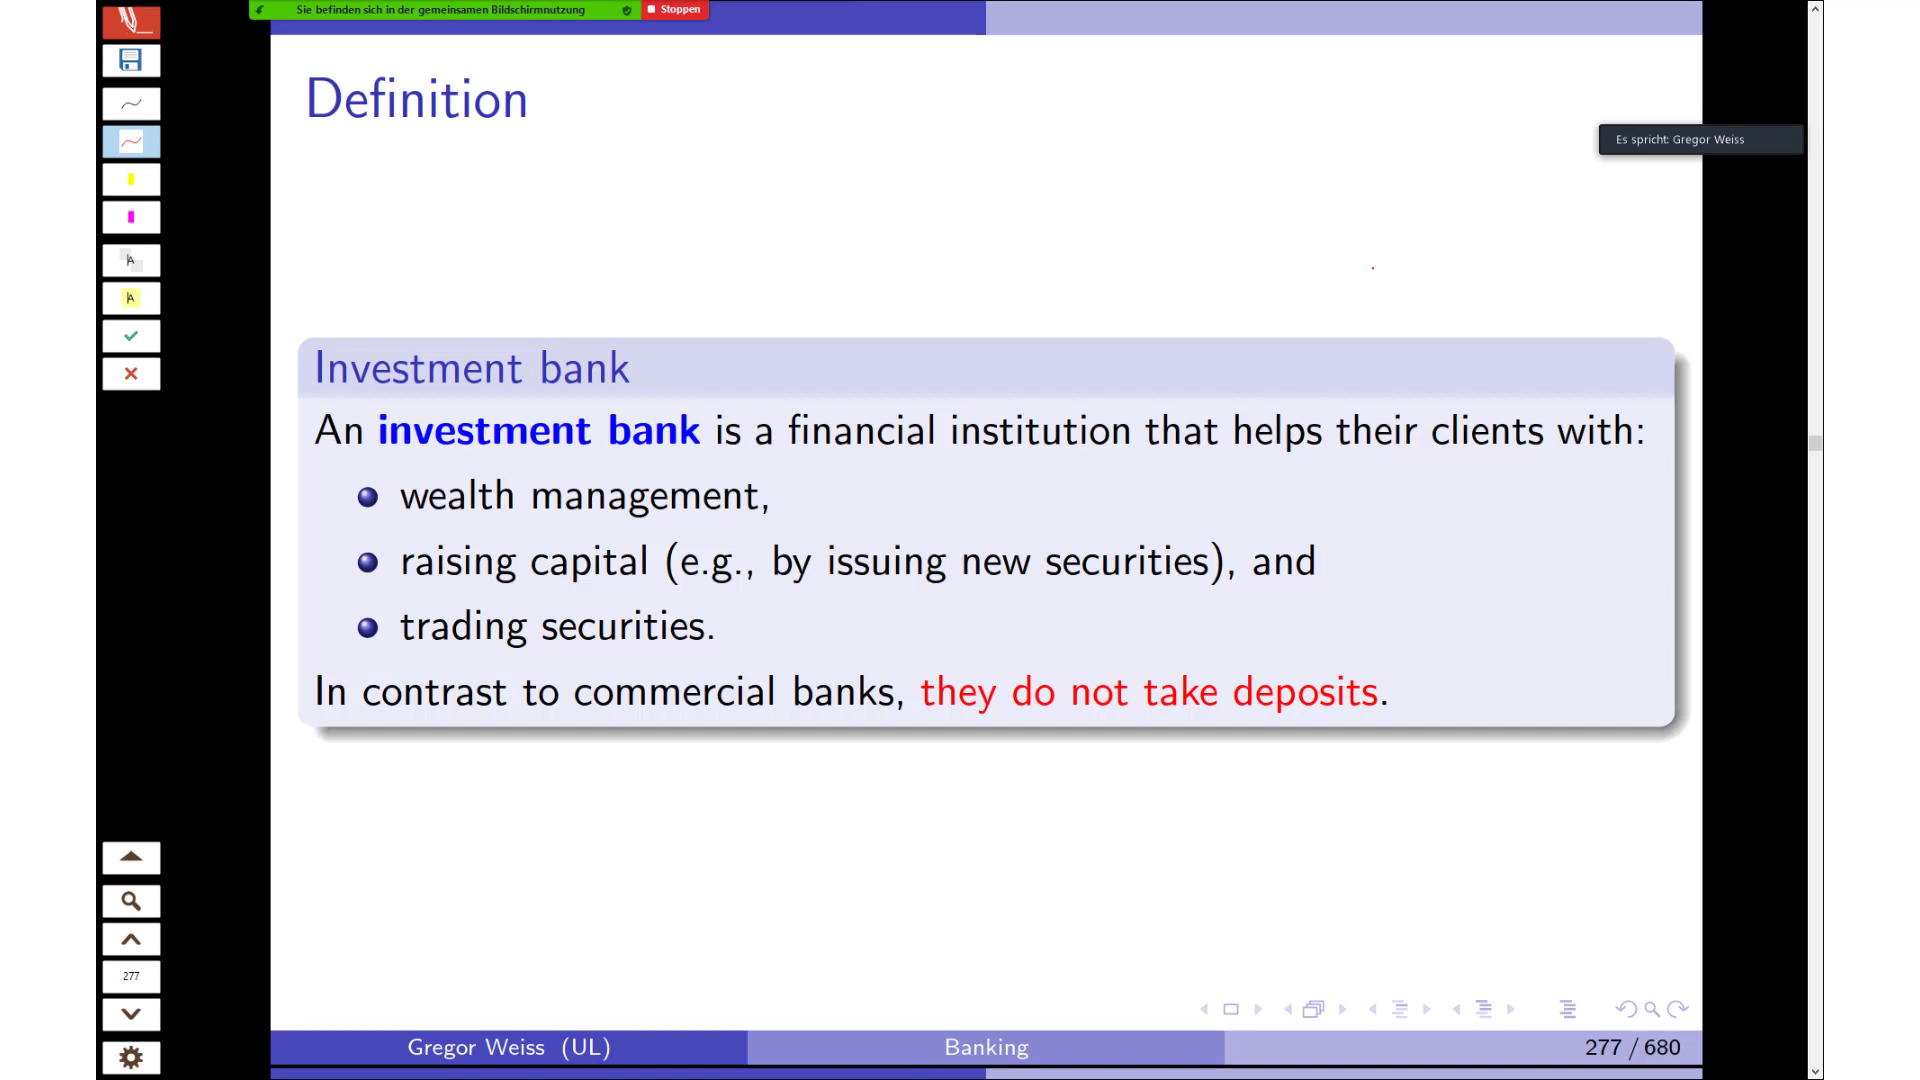 Sie befinden sich in der gemeinsamen Bildschirmnutzung
Stoppen
Definition
Es spricht: Gregor Weiss
A
A
Investment bank
An investment bank is a financial institution that helps their clients with:
wealth management,
raising capital (e.g., by issuing new securities), and
trading securities.
In contrast to commercial banks, they do not take deposits.
277
Gregor Weiss (UL)
Banking
277 / 680